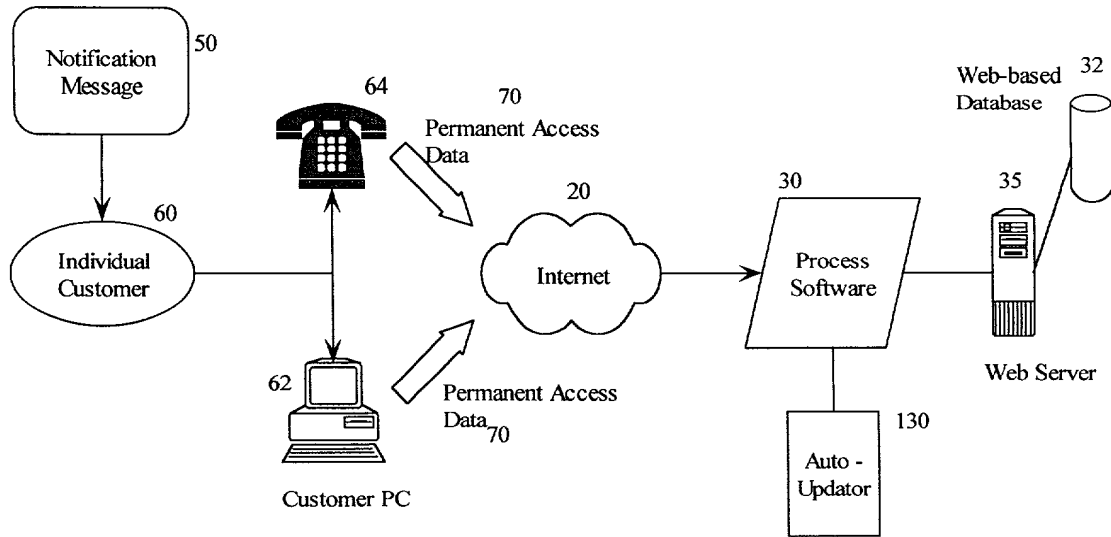 Notification
Message
50
Individual
Customer
60
64
70
Permanent Access
Data
62
Customer PC
Permanent Access
Data
70
20
Internet
30
Process
Software
Auto -
Updator
130
35
Web Server
Web-based
Database
32